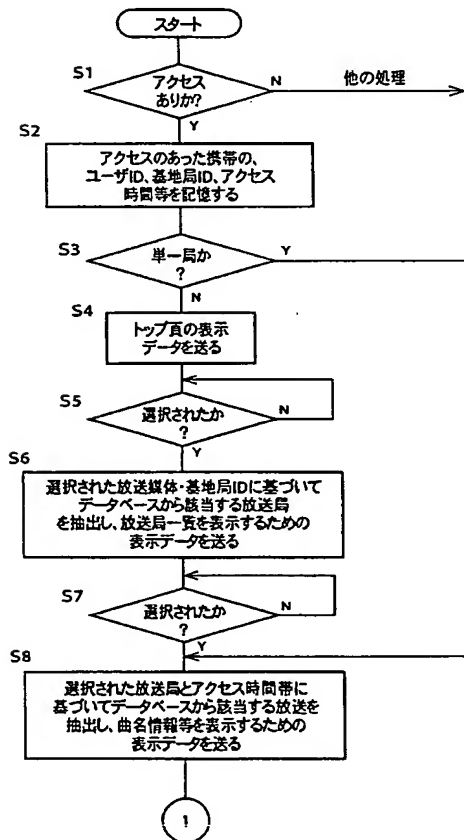 スタート
S1
アクセス
ありか?
N
他の処理
Y
S2
アクセスのあった携帯の、
ユーザID、基地局ID、アクセス
時間等を記憶する
S3
単一局か
?
Y
N
S4
トップ頁の表示
データを送る
S5
選択されたか
?
N
Y
S6
選択された放送媒体・基地局IDに基づいて
データベースから該当する放送局
を抽出し、放送局一覧を表示するための
表示データを送る
S7
選択されたか
?
N
Y
S8
選択された放送局とアクセス時間帯に
基づいてデータベースから該当する放送を
抽出し、曲名情報等を表示するための
表示データを送る
1